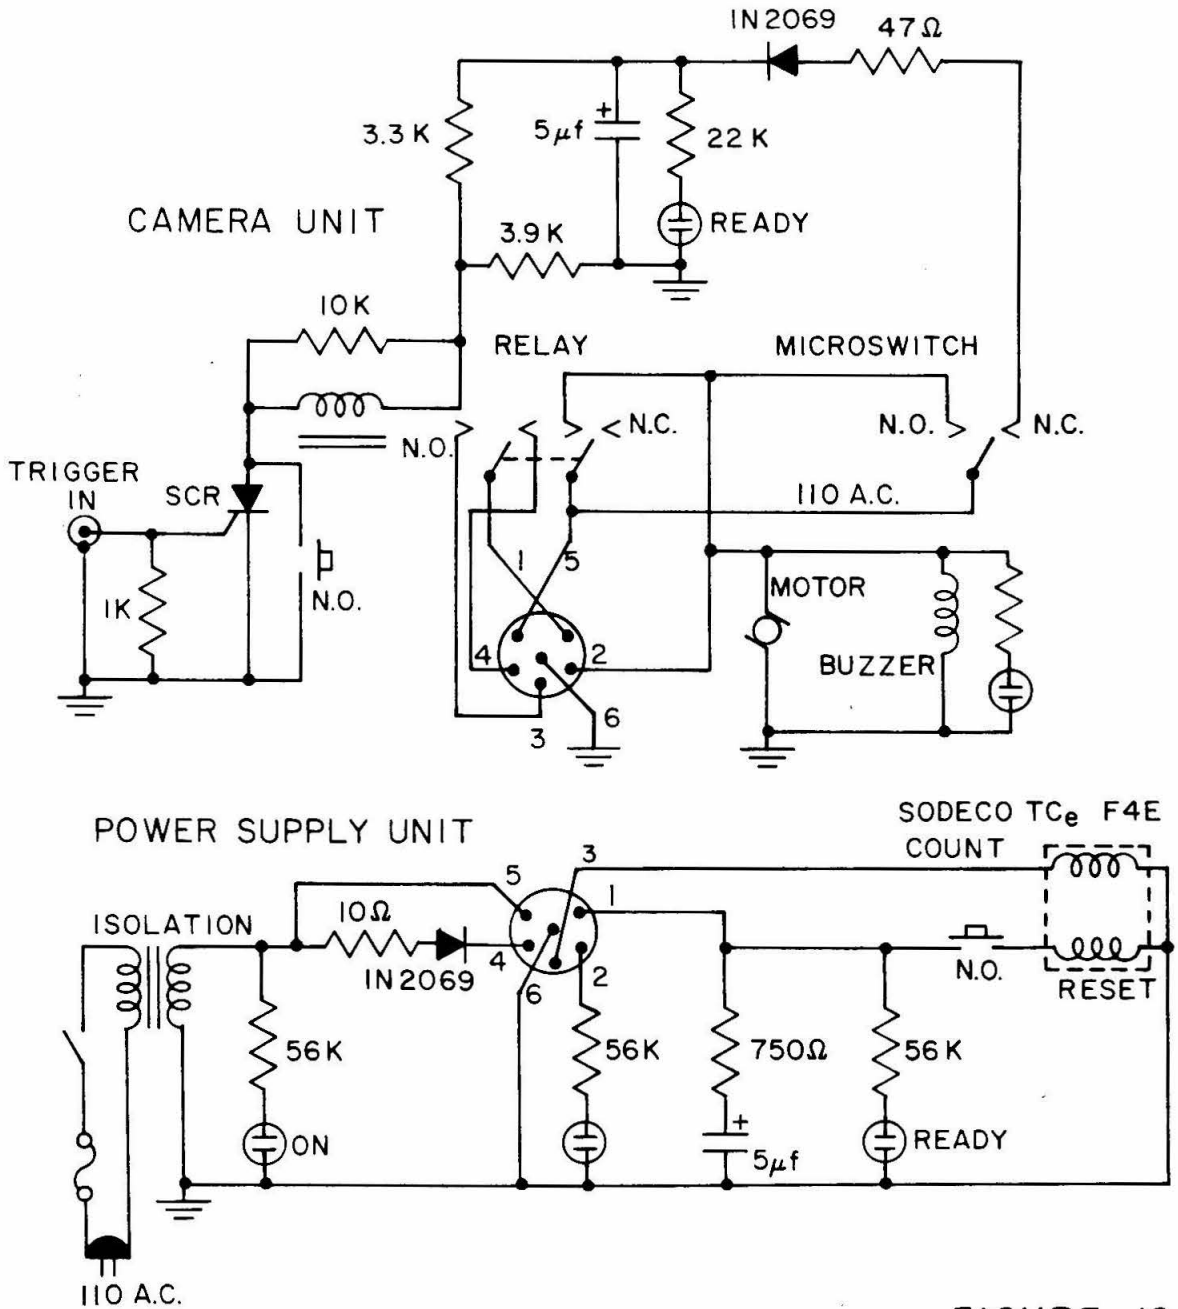 IN2069
47Ω
3.3 K
5μf
+
22 K
CAMERA UNIT
3.9 K
READY
10K
RELAY
MICROSWITCH
N.O.
N.C.
N.O.
N.C.
TRIGGER
IN
SCR
110 A.C.
1K
N.O.
1
5
MOTOR
4
2
BUZZER
6
3
POWER SUPPLY UNIT
SODECO TCe F4E
COUNT
3
5
1
ISOLATION
10Ω
IN2069
4
2
6
N.O.
RESET
56K
56K
750Ω
56K
ON
+
5μf
READY
110 A.C.